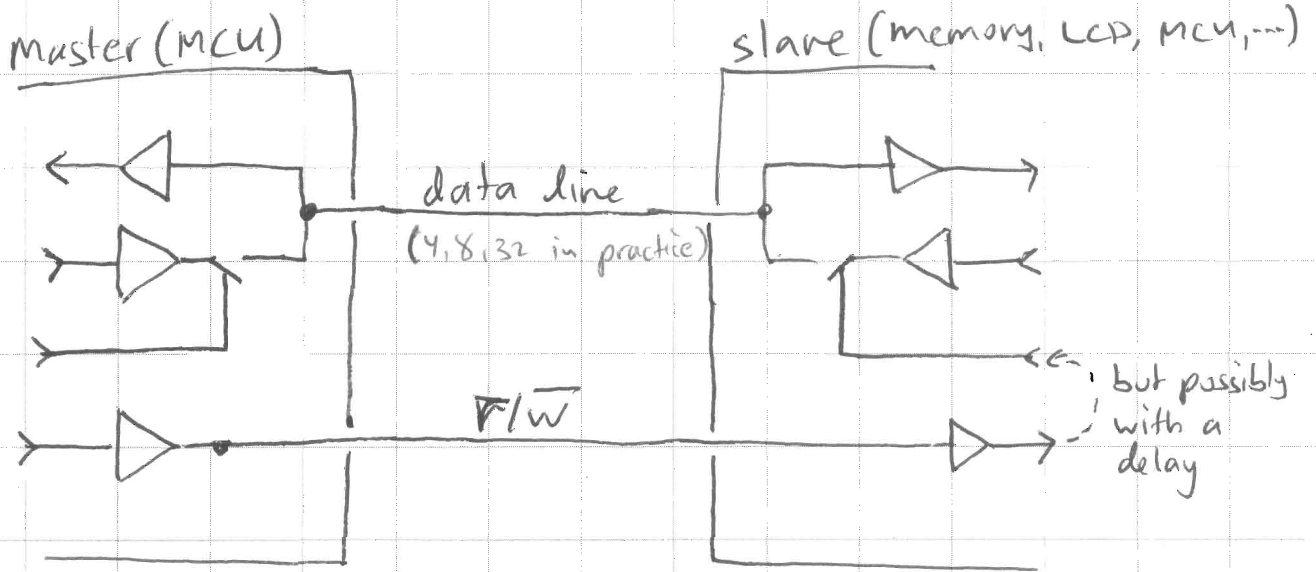 master (MCU)
slave (memory, LCD, MCU, ...)
data line
(4, 8, 32 in practice)
r̅/w̅
but possibly
with a
delay